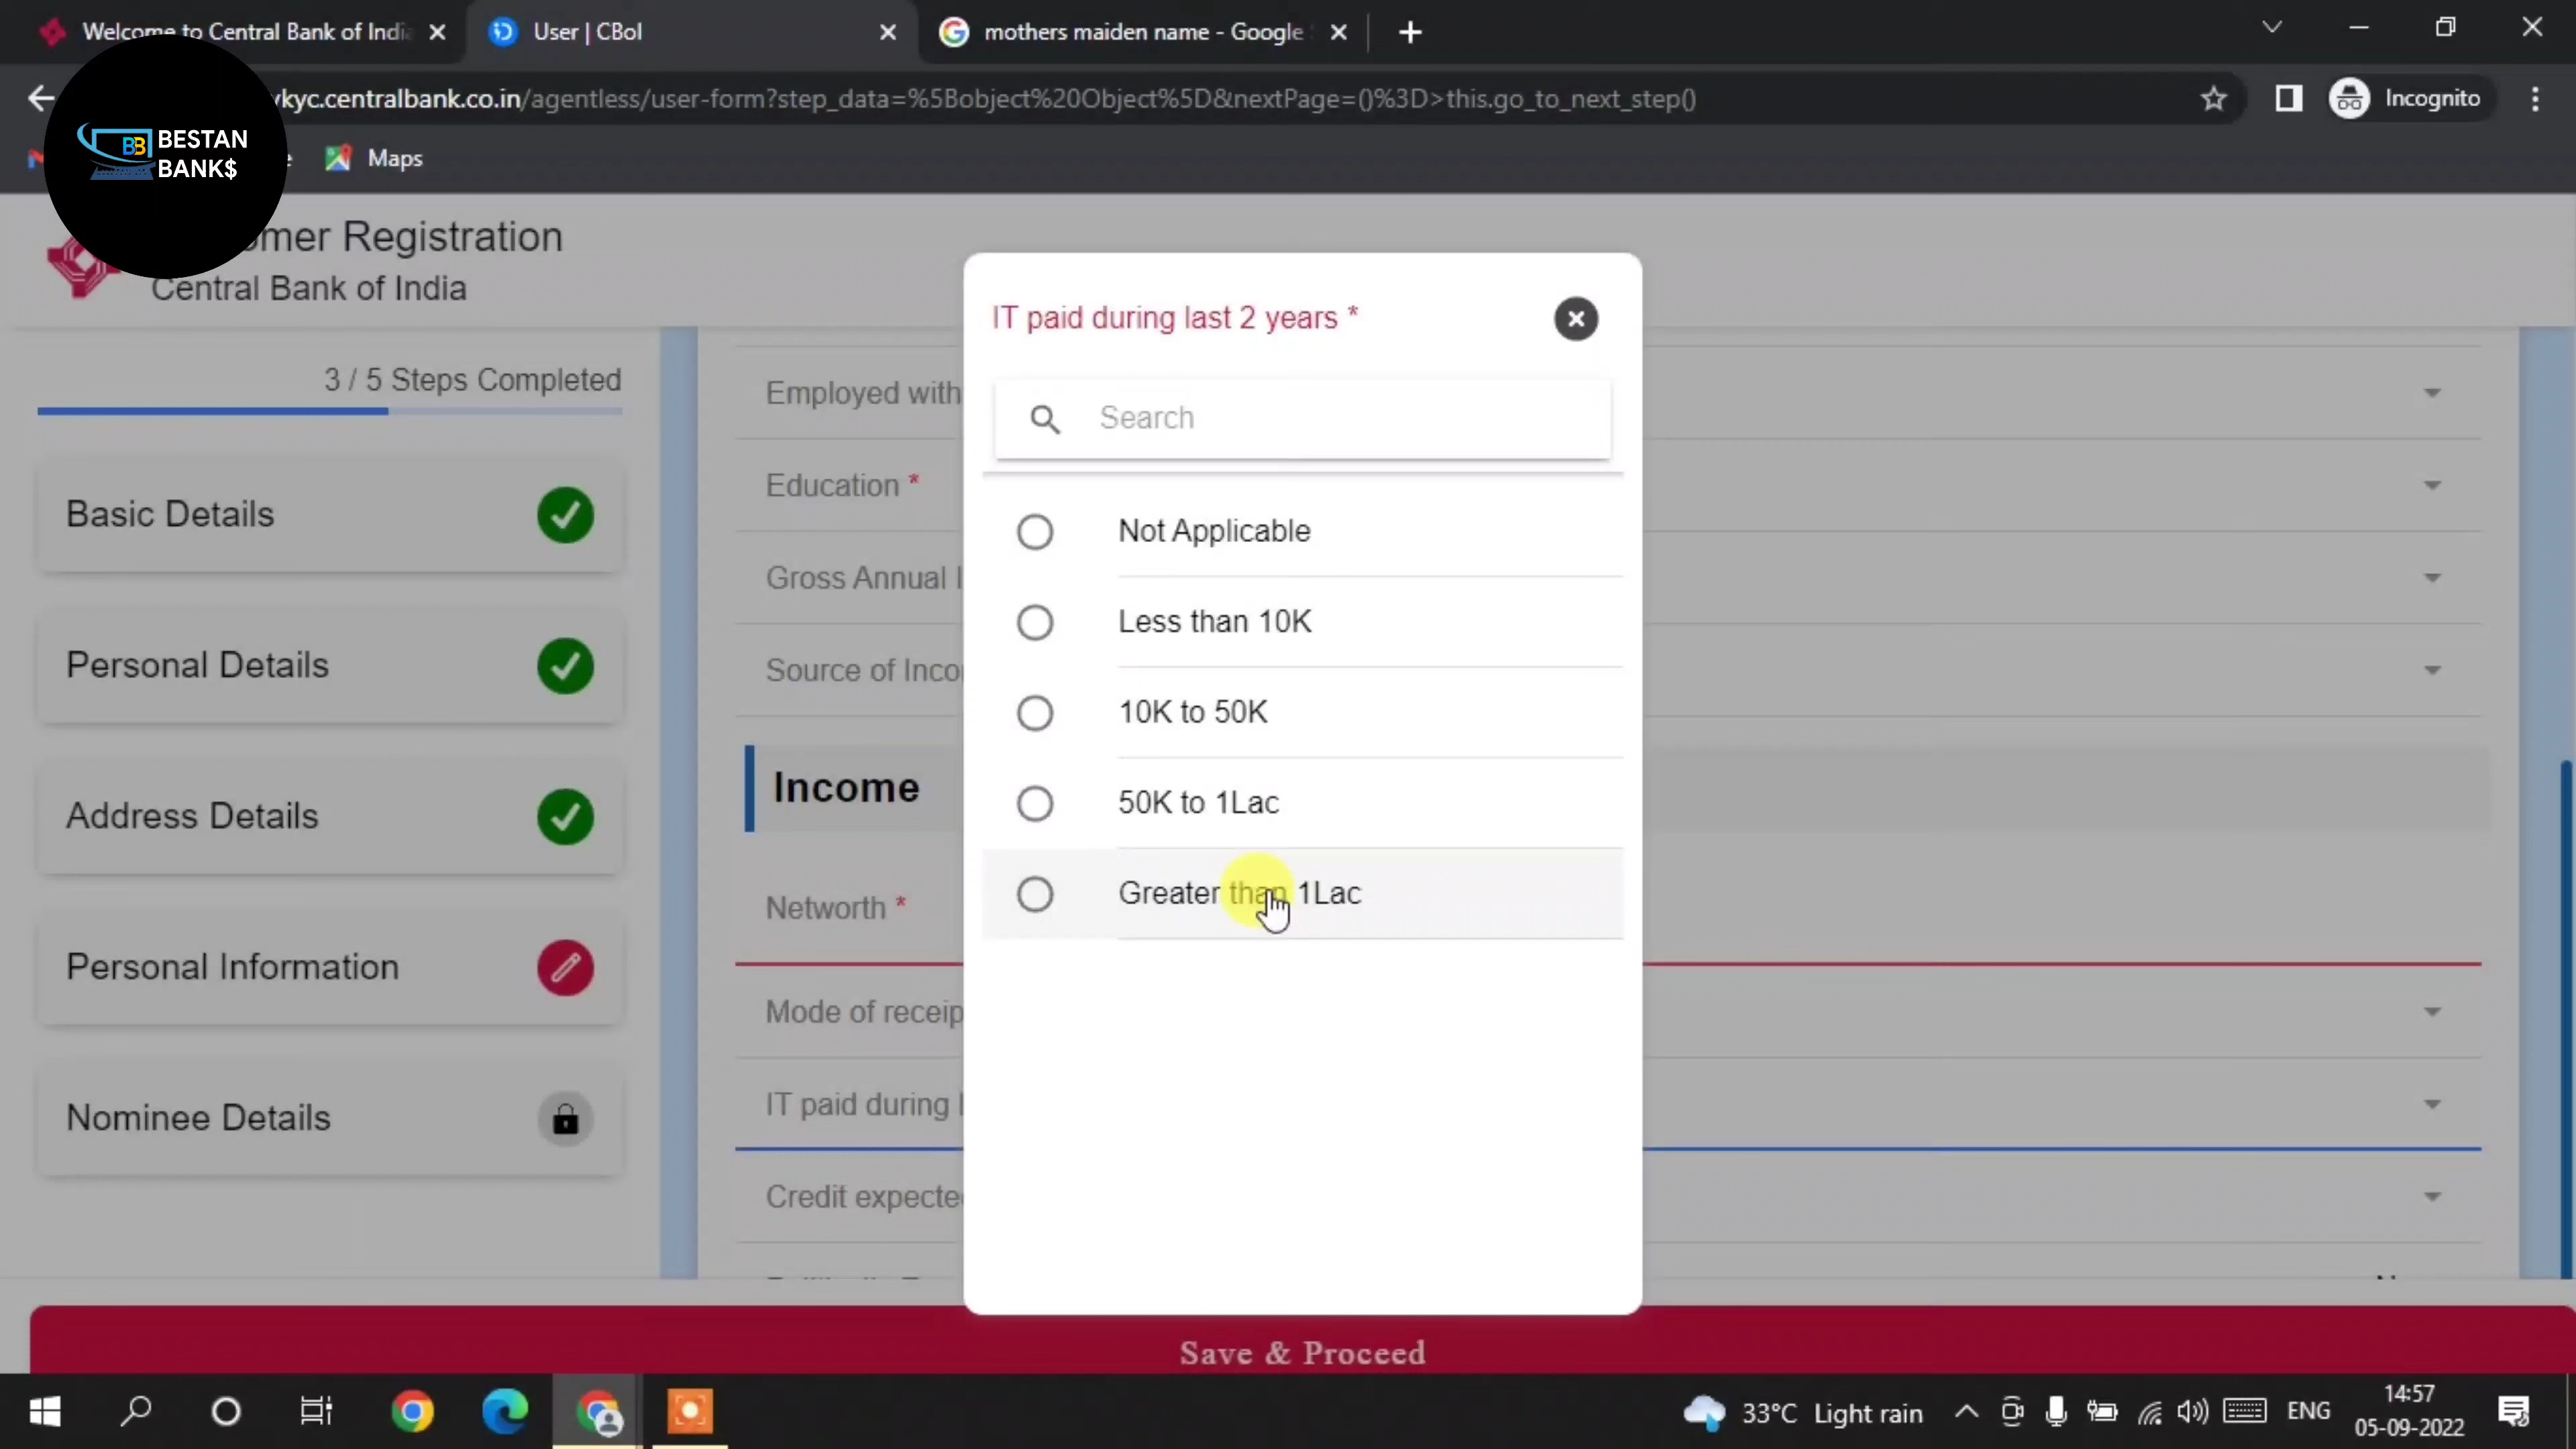 Welcome to Central Bank of India
User | CBoI
mothers maiden name - Google S
vkyc.centralbank.co.in/agentless/user-form?step_data=%5Bobject%20Object%5D&nextPage=()%3D>this.go_to_next_step()
Incognito
BB BESTAN
BANK$
Maps
omer Registration
Central Bank of India
3 / 5 Steps Completed
Basic Details
Personal Details
Address Details
Personal Information
Nominee Details
Employed with
Education *
Gross Annual I
Source of Inco
Income
Networth *
Mode of receip
IT paid during l
Credit expecte
IT paid during last 2 years *
Search
Not Applicable
Less than 10K
10K to 50K
50K to 1Lac
Greater than 1Lac
Save & Proceed
33°C Light rain
ENG
14:57
05-09-2022